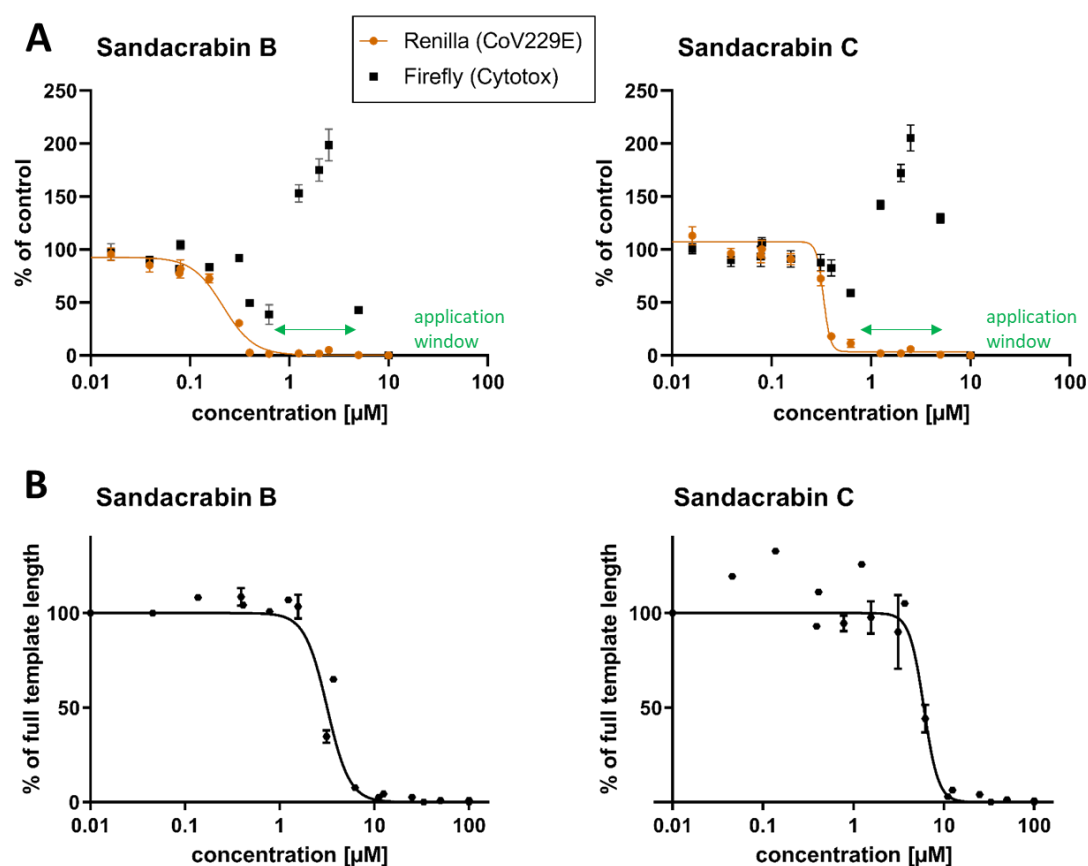 A
Sandacrabin B
Renilla (CoV229E)
Firefly (Cytotox)
Sandacrabin C
% of control
250
200
150
100
50
0
application
window
0.01
0.1
1
10
100
concentration [µM]
% of control
250
200
150
100
50
0
application
window
0.01
0.1
1
10
100
concentration [µM]
B
Sandacrabin B
% of full template length
100
50
0
0.01
0.1
1
10
100
concentration [µM]
Sandacrabin C
% of full template length
100
50
0
0.01
0.1
1
10
100
concentration [µM]